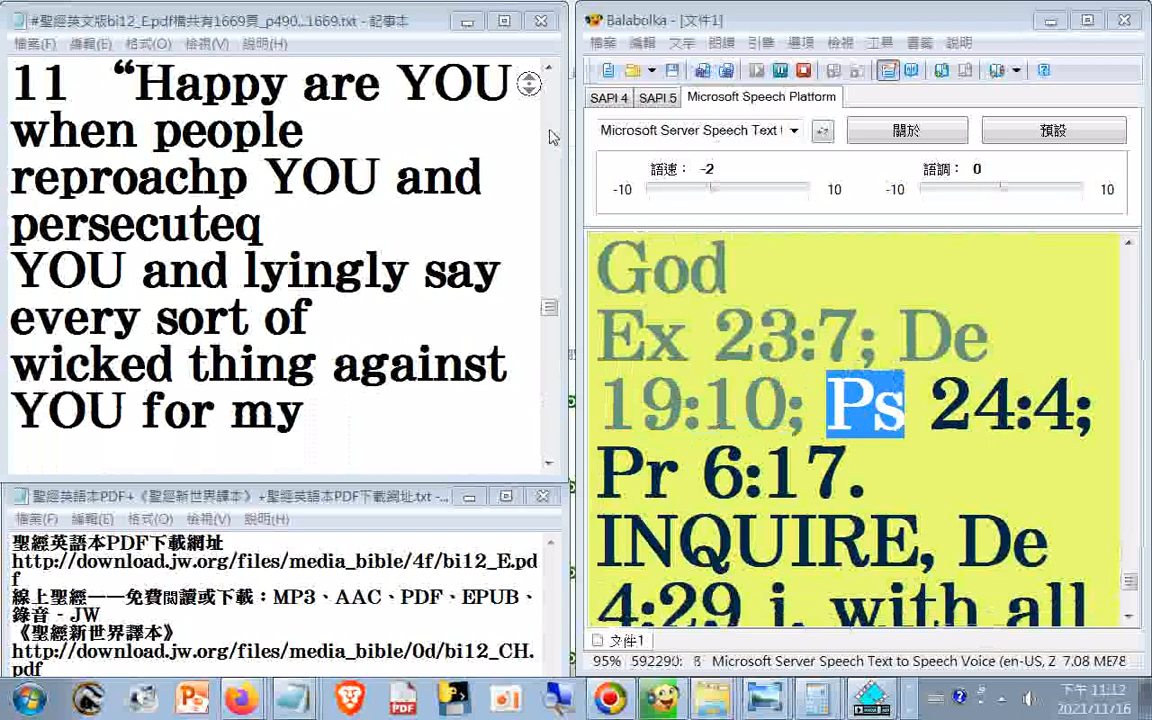 #聖經英文版bi12_E.pdf檔共有1669頁_p490,..1669.txt - 記事本
檔案(F) 編輯(E) 格式(O) 檢視(V) 說明(H)
11 “Happy are YOU
when people
reproachp YOU and
persecuteq
YOU and lyingly say
every sort of
wicked thing against
YOU for my
聖經英語本PDF+《聖經新世界譯本》+聖經英語本PDF下載網址.txt - ...
檔案(F) 編輯(E) 格式(O) 檢視(V) 說明(H)
聖經英語本PDF下載網址
http://download.jw.org/files/media_bible/4f/bi12_E.pd
f
線上聖經——免費閱讀或下載：MP3、AAC、PDF、EPUB、
錄音 - JW
《聖經新世界譯本》
http://download.jw.org/files/media_bible/0d/bi12_CH.
pdf
Balabolka - [文件1]
檔案 編輯 文字 朗讀 引擎 選項 檢視 工具 書籤 說明
SAPI 4 SAPI 5 Microsoft Speech Platform
Microsoft Server Speech Text 關於 預設
語速： -2 語調： 0
-10 10 -10 10
God
Ex 23:7; De
19:10; Ps 24:4;
Pr 6:17.
INQUIRE, De
4:29 i. with all
文件1
95% 592290: Microsoft Server Speech Text to Speech Voice (en-US, Z 7.08 ME78
下午 11:12
2021/11/16